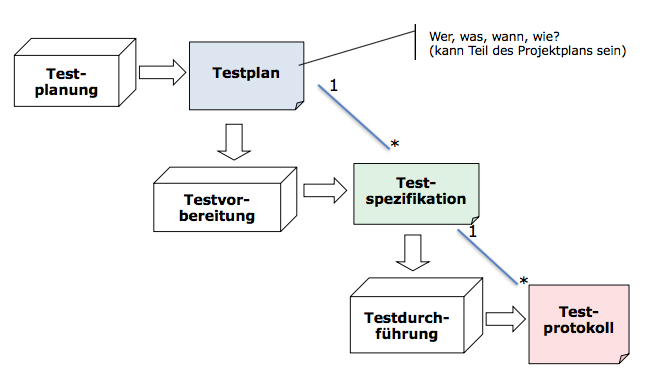 Wer, was, wann, wie?
(kann Teil des Projektplans sein)
Test-
planung
Testplan
1
*
Testvor-
bereitung
Test-
spezifikation
1
*
Testdurch-
führung
Test-
protokoll